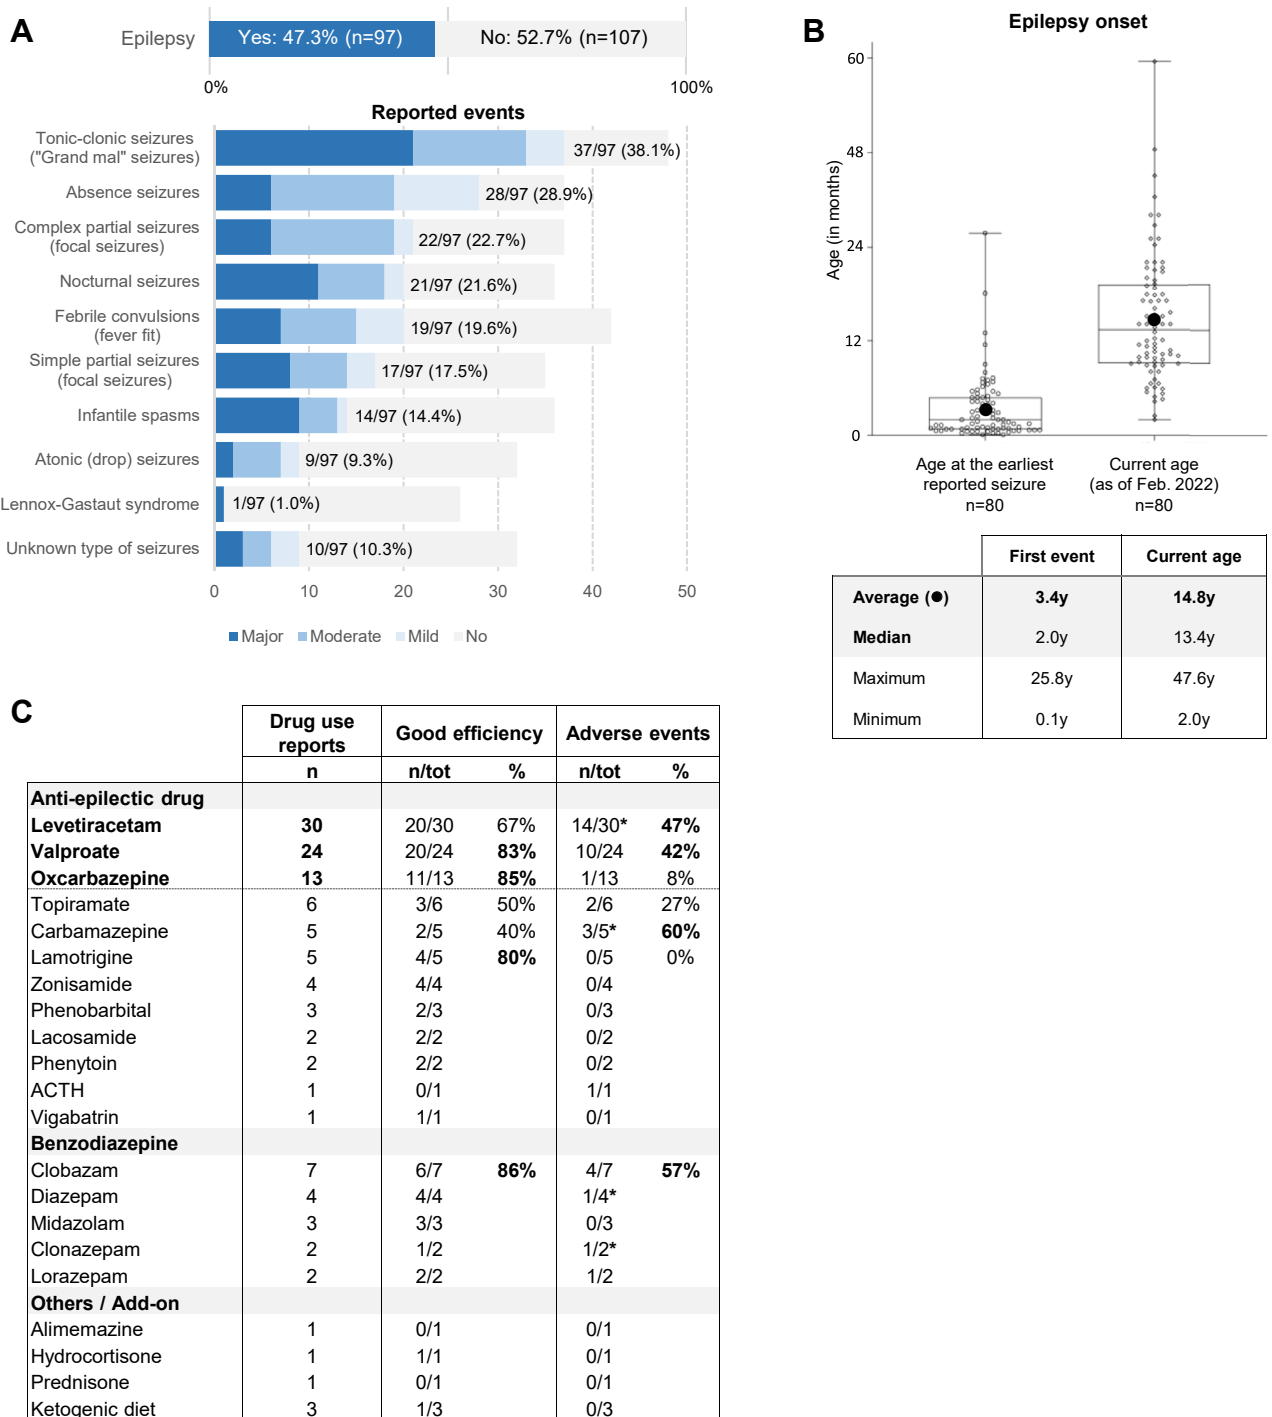 A
Epilepsy
Yes: 47.3% (n=97)
No: 52.7% (n=107)
0%
100%
Reported events
Tonic-clonic seizures
("Grand mal" seizures)
37/97 (38.1%)
Absence seizures
28/97 (28.9%)
Complex partial seizures
(focal seizures)
22/97 (22.7%)
Nocturnal seizures
21/97 (21.6%)
Febrile convulsions
(fever fit)
19/97 (19.6%)
Simple partial seizures
(focal seizures)
17/97 (17.5%)
Infantile spasms
14/97 (14.4%)
Atonic (drop) seizures
9/97 (9.3%)
Lennox-Gastaut syndrome
1/97 (1.0%)
Unknown type of seizures
10/97 (10.3%)
0 10 20 30 40 50
Major Moderate Mild No
B
Epilepsy onset
Age (in months)
60
48
24
12
0
Age at the earliest
reported seizure
n=80
Current age
(as of Feb. 2022)
n=80
First event Current age
Average (●) 3.4y 14.8y
Median 2.0y 13.4y
Maximum 25.8y 47.6y
Minimum 0.1y 2.0y
C
Drug use
reports
Good efficiency
Adverse events
n n/tot % n/tot %
Anti-epilectic drug
Levetiracetam 30 20/30 67% 14/30* 47%
Valproate 24 20/24 83% 10/24 42%
Oxcarbazepine 13 11/13 85% 1/13 8%
Topiramate 6 3/6 50% 2/6 27%
Carbamazepine 5 2/5 40% 3/5* 60%
Lamotrigine 5 4/5 80% 0/5 0%
Zonisamide 4 4/4 0/4
Phenobarbital 3 2/3 0/3
Lacosamide 2 2/2 0/2
Phenytoin 2 2/2 0/2
ACTH 1 0/1 1/1
Vigabatrin 1 1/1 0/1
Benzodiazepine
Clobazam 7 6/7 86% 4/7 57%
Diazepam 4 4/4 1/4*
Midazolam 3 3/3 0/3
Clonazepam 2 1/2 1/2*
Lorazepam 2 2/2 1/2
Others / Add-on
Alimemazine 1 0/1 0/1
Hydrocortisone 1 1/1 0/1
Prednisone 1 0/1 0/1
Ketogenic diet 3 1/3 0/3